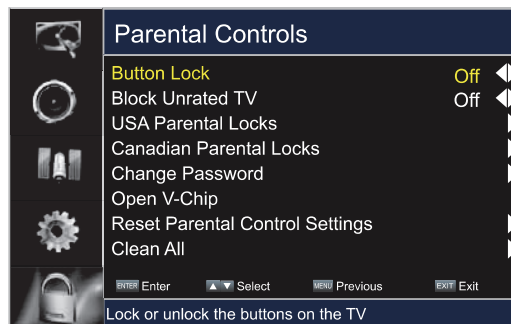 Parental Controls
Button Lock Off
Block Unrated TV Off
USA Parental Locks
Canadian Parental Locks
Change Password
Open V-Chip
Reset Parental Control Settings
Clean All
ENTER Enter ▲ ▼ Select MENU Previous EXIT Exit
Lock or unlock the buttons on the TV